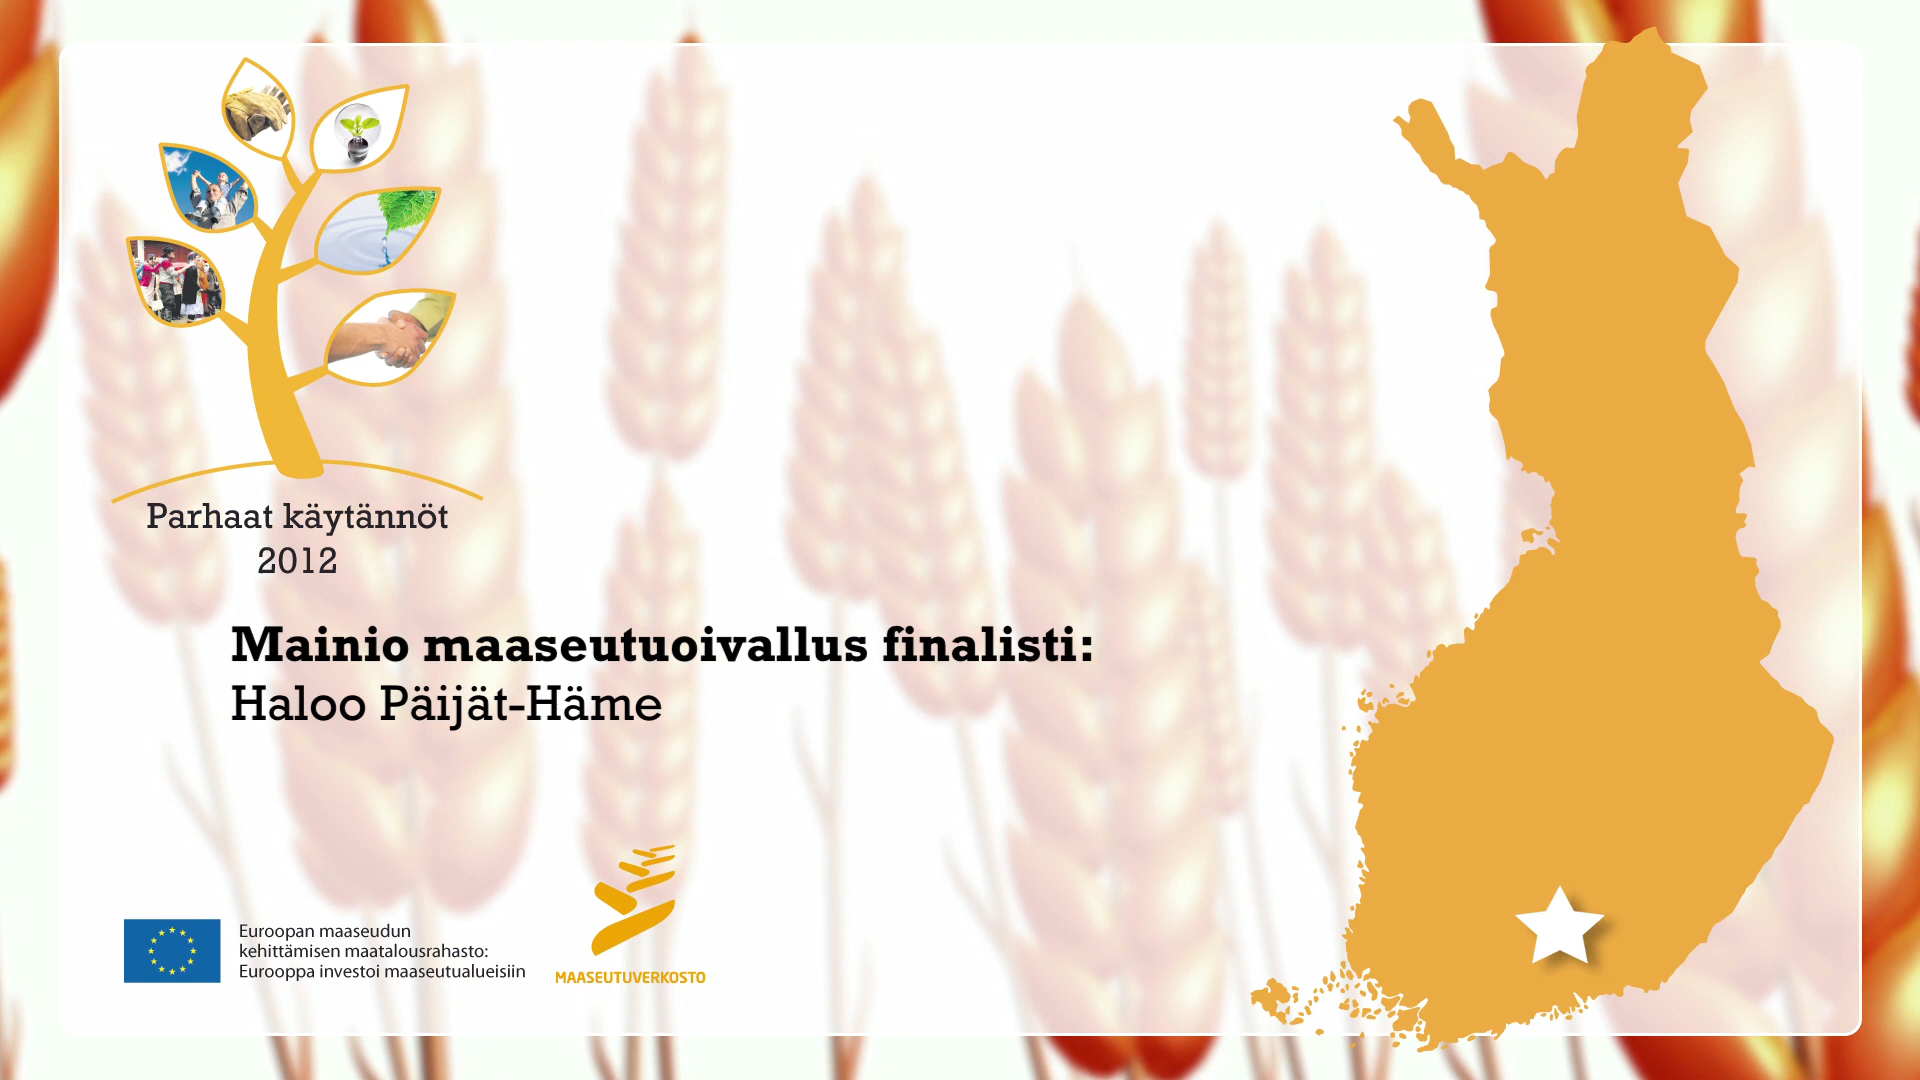 Parhaat käytännöt
2012
Mainio maaseutuoivallus finalisti:
Haloo Päijät-Häme
Euroopan maaseudun
kehittämisen maatalousrahasto:
Eurooppa investoi maaseutualueisiin
MAASEUTUVERKOSTO